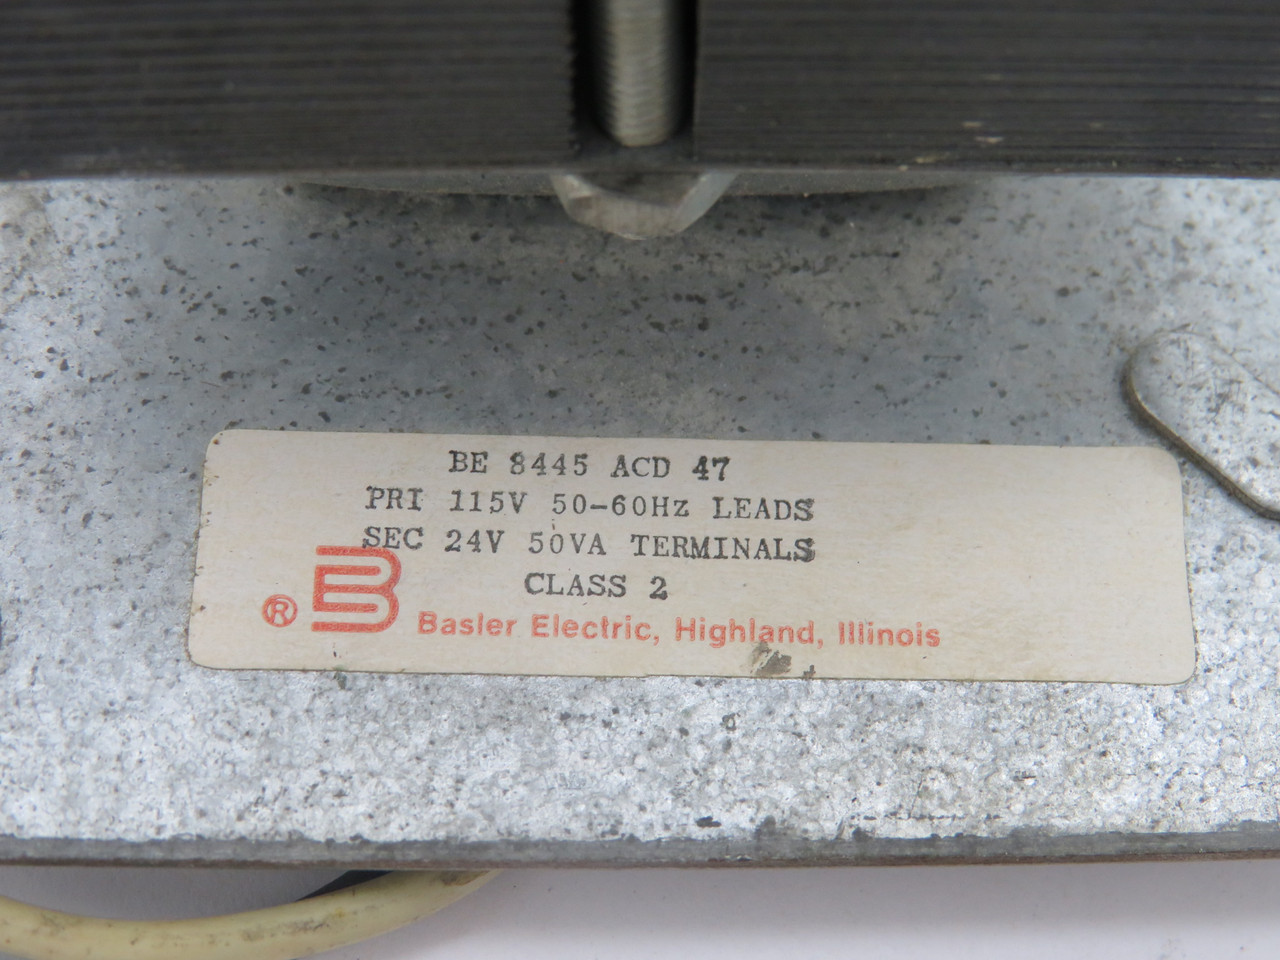 BE 8445 ACD 47
PRI 115V 50-60Hz LEADS
SEC 24V 50VA TERMINALS
CLASS 2
® B Basler Electric, Highland, Illinois